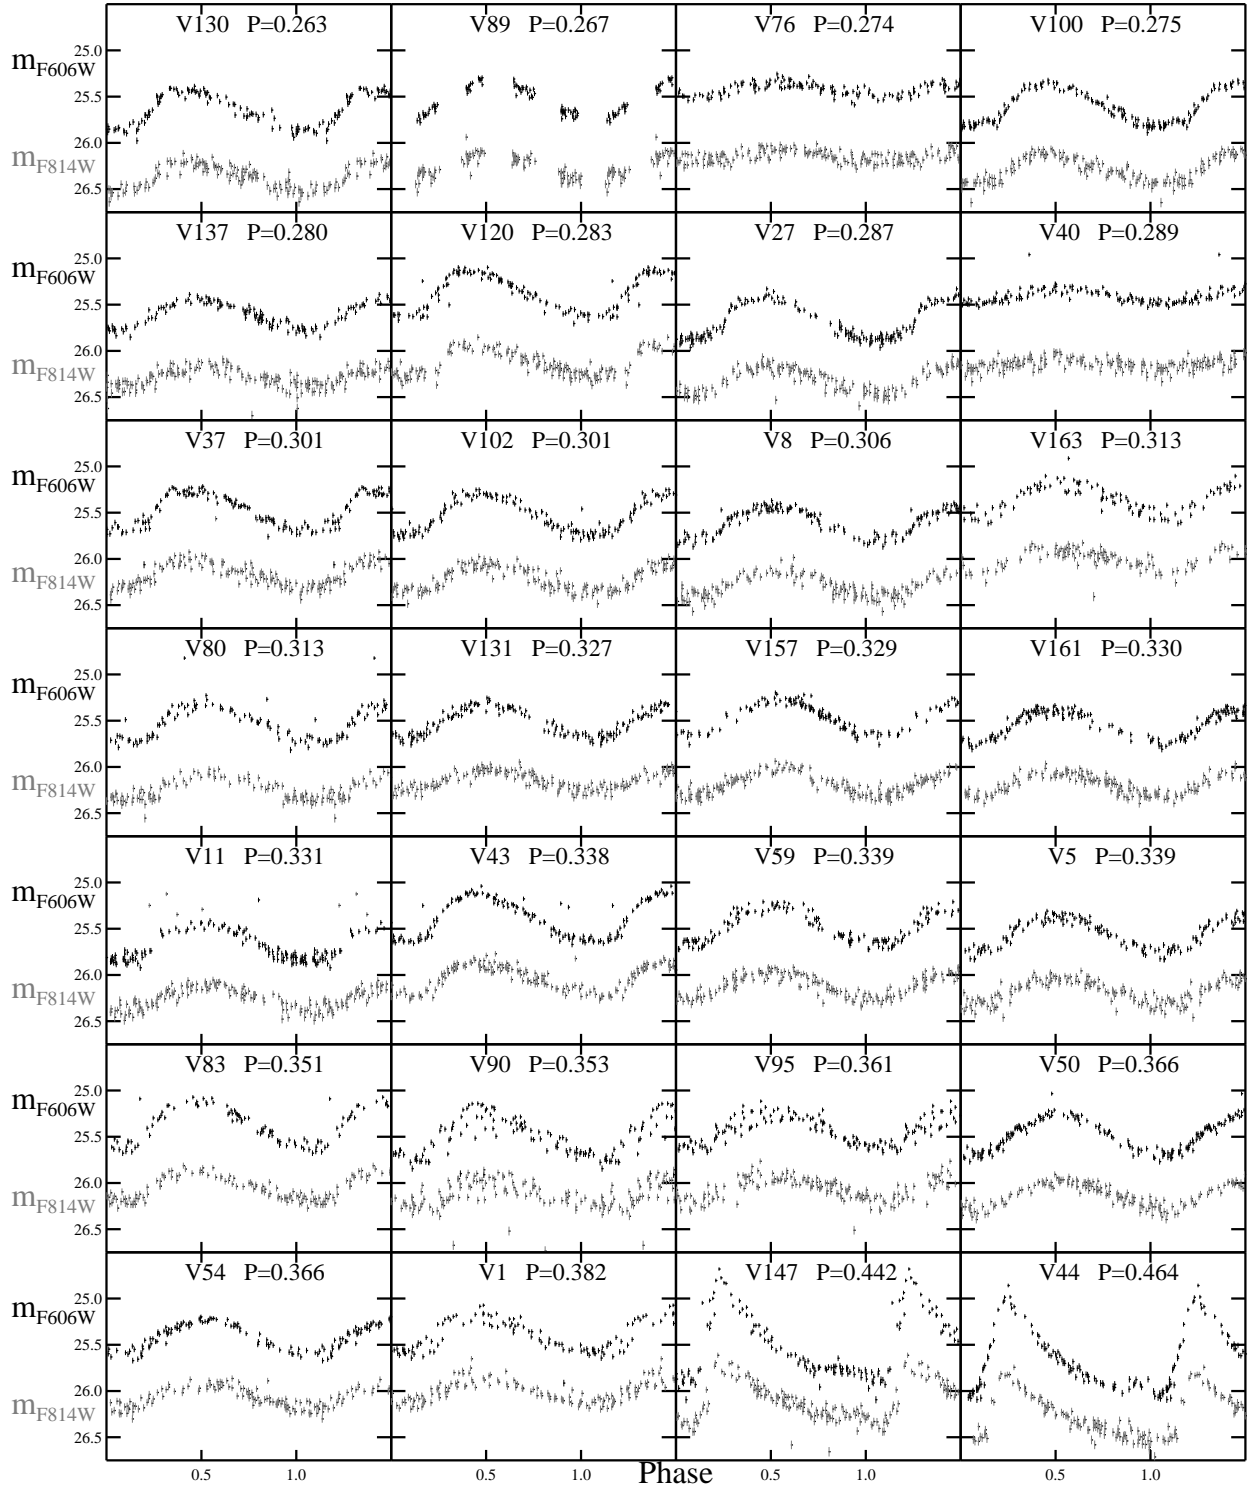 V130 P=0.263 V89 P=0.267 V76 P=0.274 V100 P=0.275
25.0
m_F606W
25.5
26.0
m_F814W
26.5
V137 P=0.280 V120 P=0.283 V27 P=0.287 V40 P=0.289
25.0
m_F606W
25.5
26.0
m_F814W
26.5
V37 P=0.301 V102 P=0.301 V8 P=0.306 V163 P=0.313
25.0
m_F606W
25.5
26.0
m_F814W
26.5
V80 P=0.313 V131 P=0.327 V157 P=0.329 V161 P=0.330
25.0
m_F606W
25.5
26.0
m_F814W
26.5
V11 P=0.331 V43 P=0.338 V59 P=0.339 V5 P=0.339
25.0
m_F606W
25.5
26.0
m_F814W
26.5
V83 P=0.351 V90 P=0.353 V95 P=0.361 V50 P=0.366
25.0
m_F606W
25.5
26.0
m_F814W
26.5
V54 P=0.366 V1 P=0.382 V147 P=0.442 V44 P=0.464
25.0
m_F606W
25.5
26.0
m_F814W
26.5
0.5 1.0 0.5 1.0 0.5 1.0 0.5 1.0
Phase